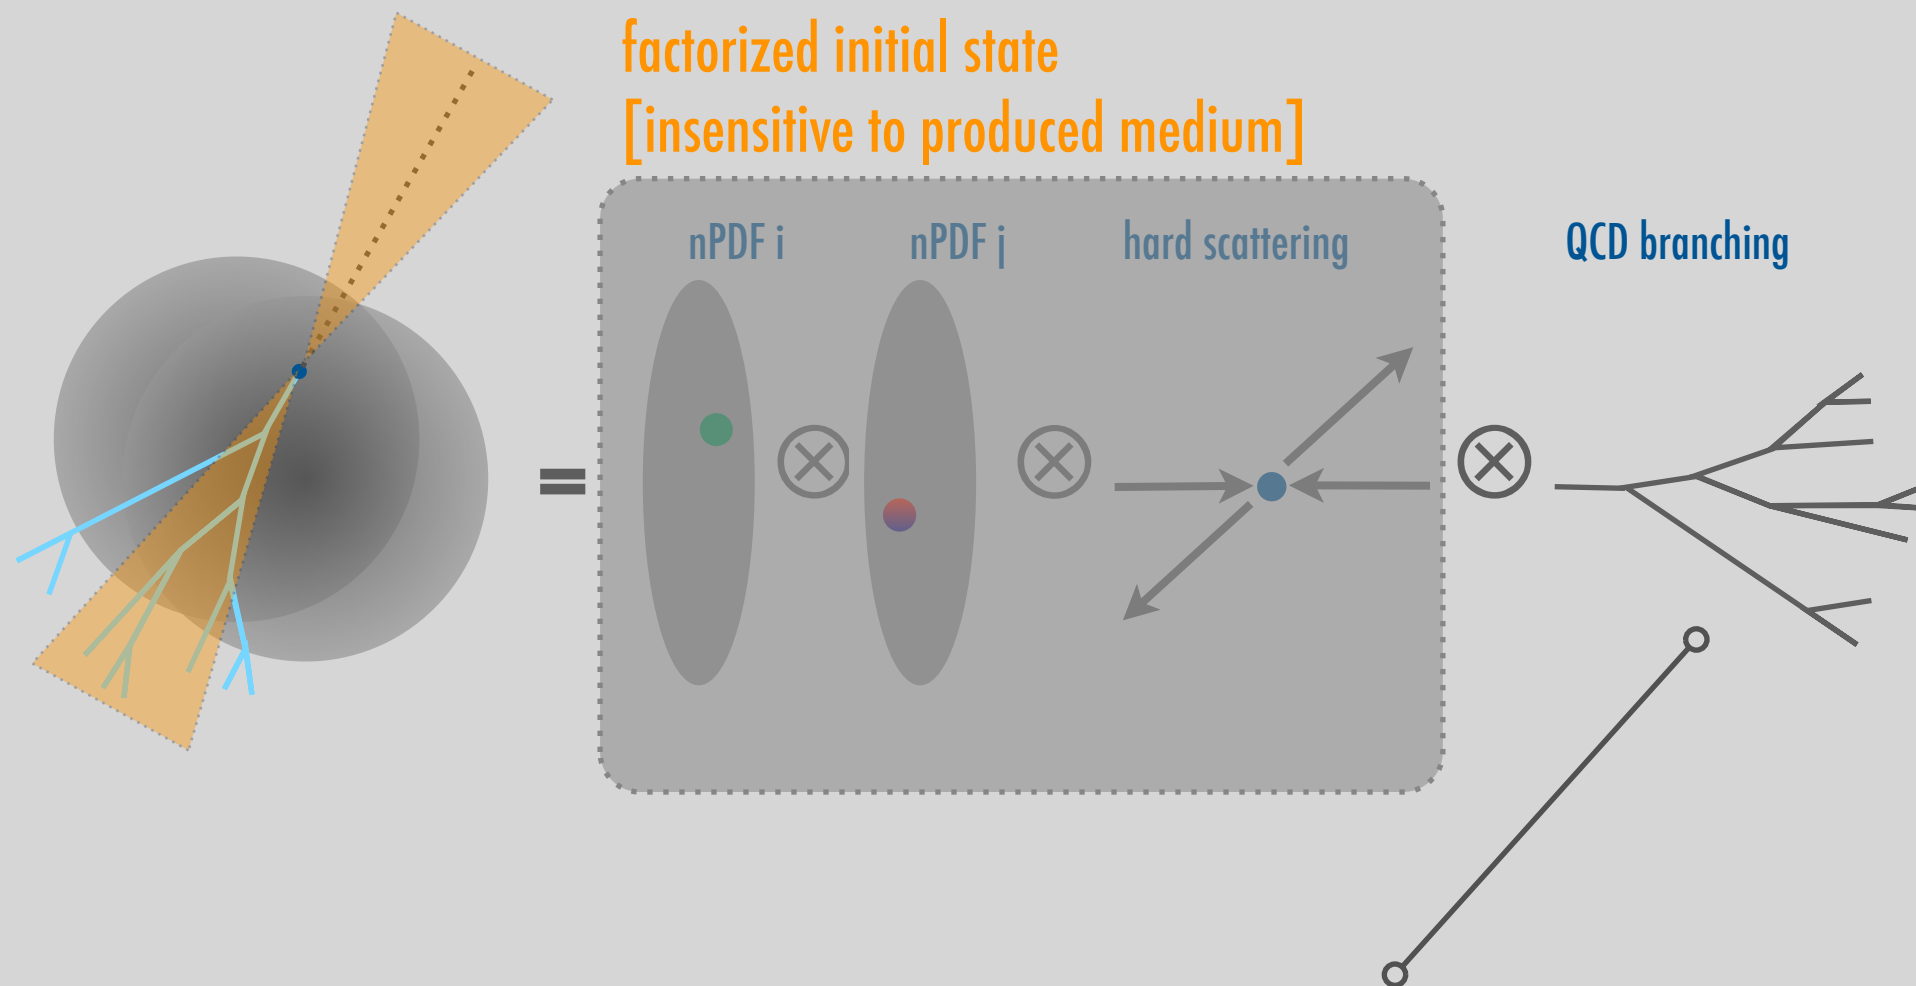 factorized initial state
[insensitive to produced medium]
nPDF i
nPDF j
hard scattering
QCD branching
=